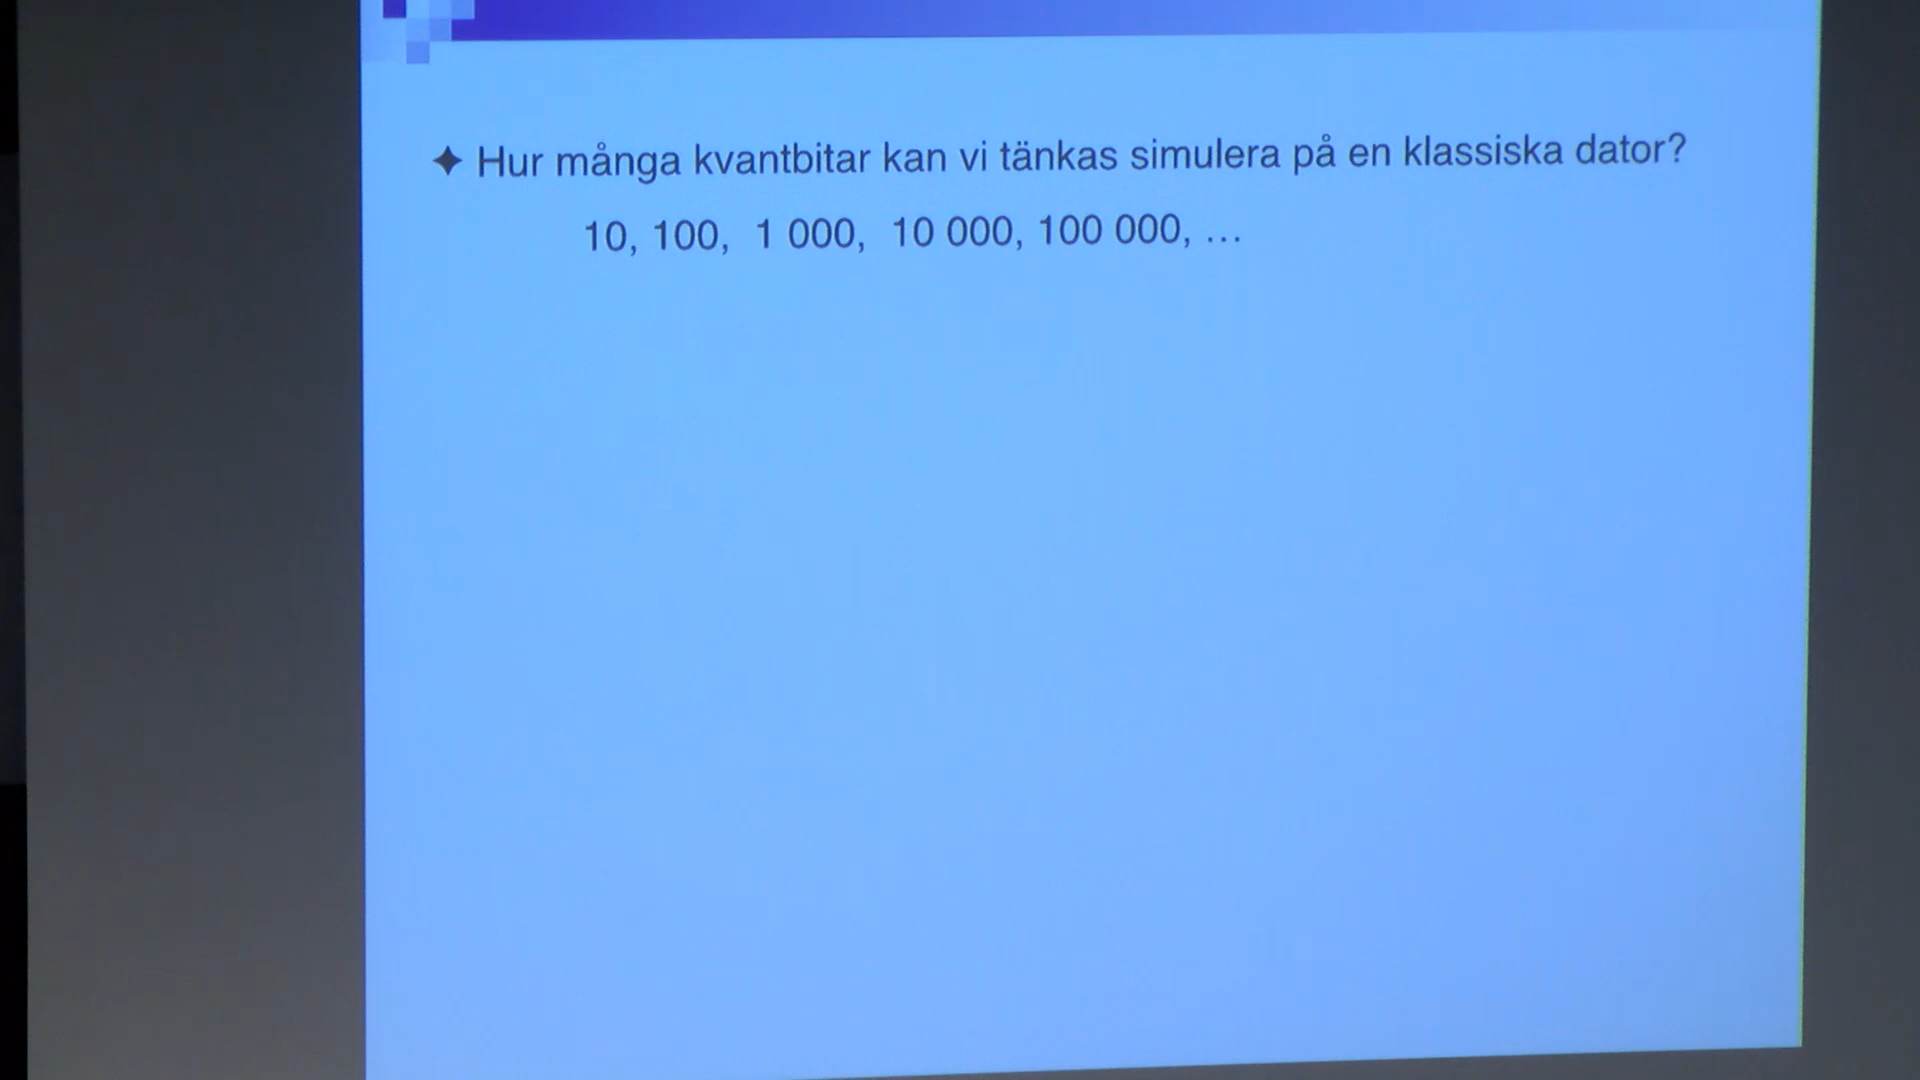 ✦ Hur många kvantbitar kan vi tänkas simulera på en klassiska dator?
10, 100, 1 000, 10 000, 100 000, ...